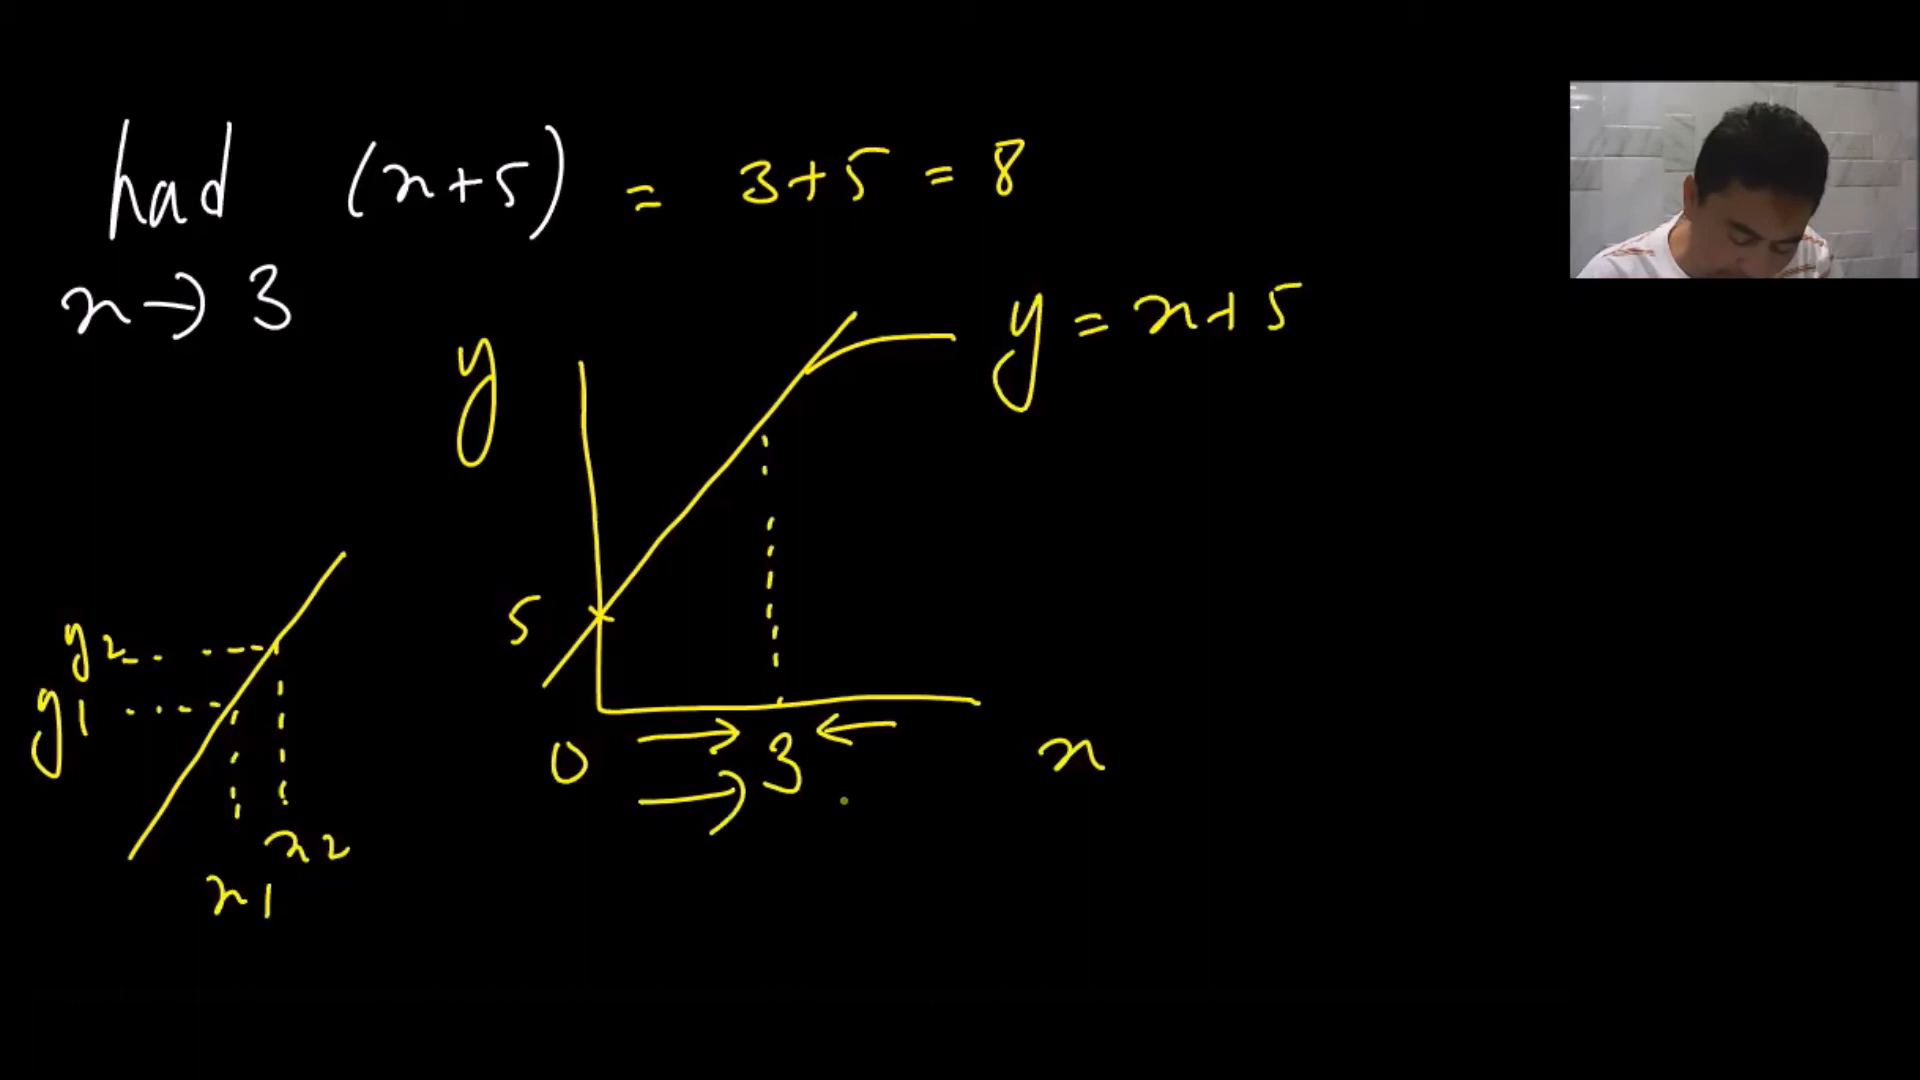 had (x+5) = 3+5 = 8
x→3
y
y = x+5
5
y2
y1
0 → 3 ← x
→
x2
x1